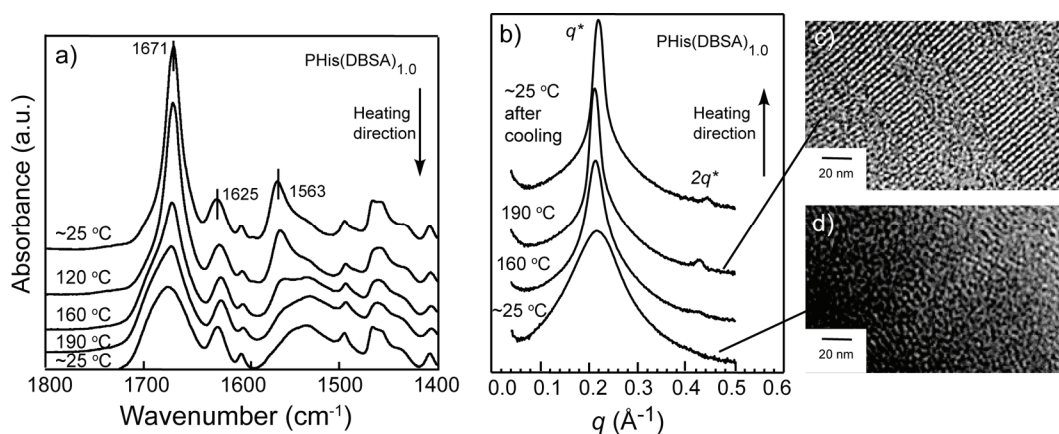 a)
1671
PHis(DBSA)1.0
Heating
direction
1625
1563
~25 °C
120 °C
160 °C
190 °C
~25 °C
Absorbance (a.u.)
1800 1700 1600 1500 1400
Wavenumber (cm-1)
b)
q*
PHis(DBSA)1.0
~25 °C
after
cooling
Heating
direction
2q*
190 °C
160 °C
~25 °C
0.0 0.1 0.2 0.3 0.4 0.5 0.6
q (Å-1)
c)
20 nm
d)
20 nm